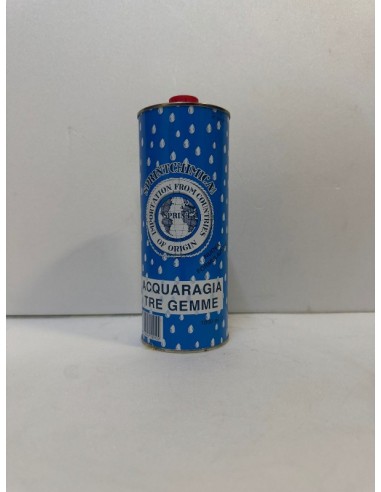 SPRINTCHIMICA
IMPORTATION FROM COUNTRIES
OF ORIGIN
SPRINT
ACQUARAGIA
TRE GEMME